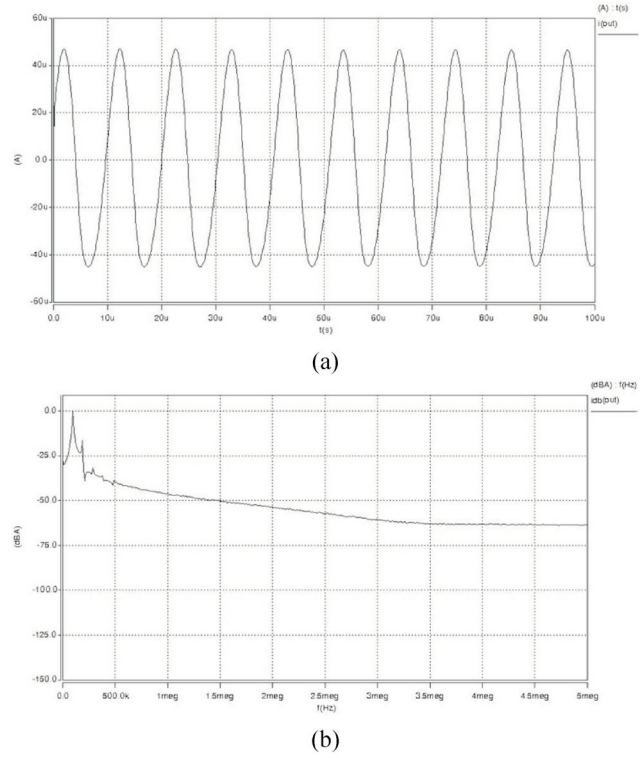 (A) : t(s)
i(out)
60u
40u
20u
0.0
-20u
-40u
-60u
(A)
0.0 10u 20u 30u 40u 50u 60u 70u 80u 90u 100u
t(s)
(a)
(dBA) : f(Hz)
idb(out)
0.0
-25.0
-50.0
-75.0
-100.0
-125.0
-150.0
(dBA)
0.0 500.0k 1meg 1.5meg 2meg 2.5meg 3meg 3.5meg 4meg 4.5meg 5meg
f(Hz)
(b)